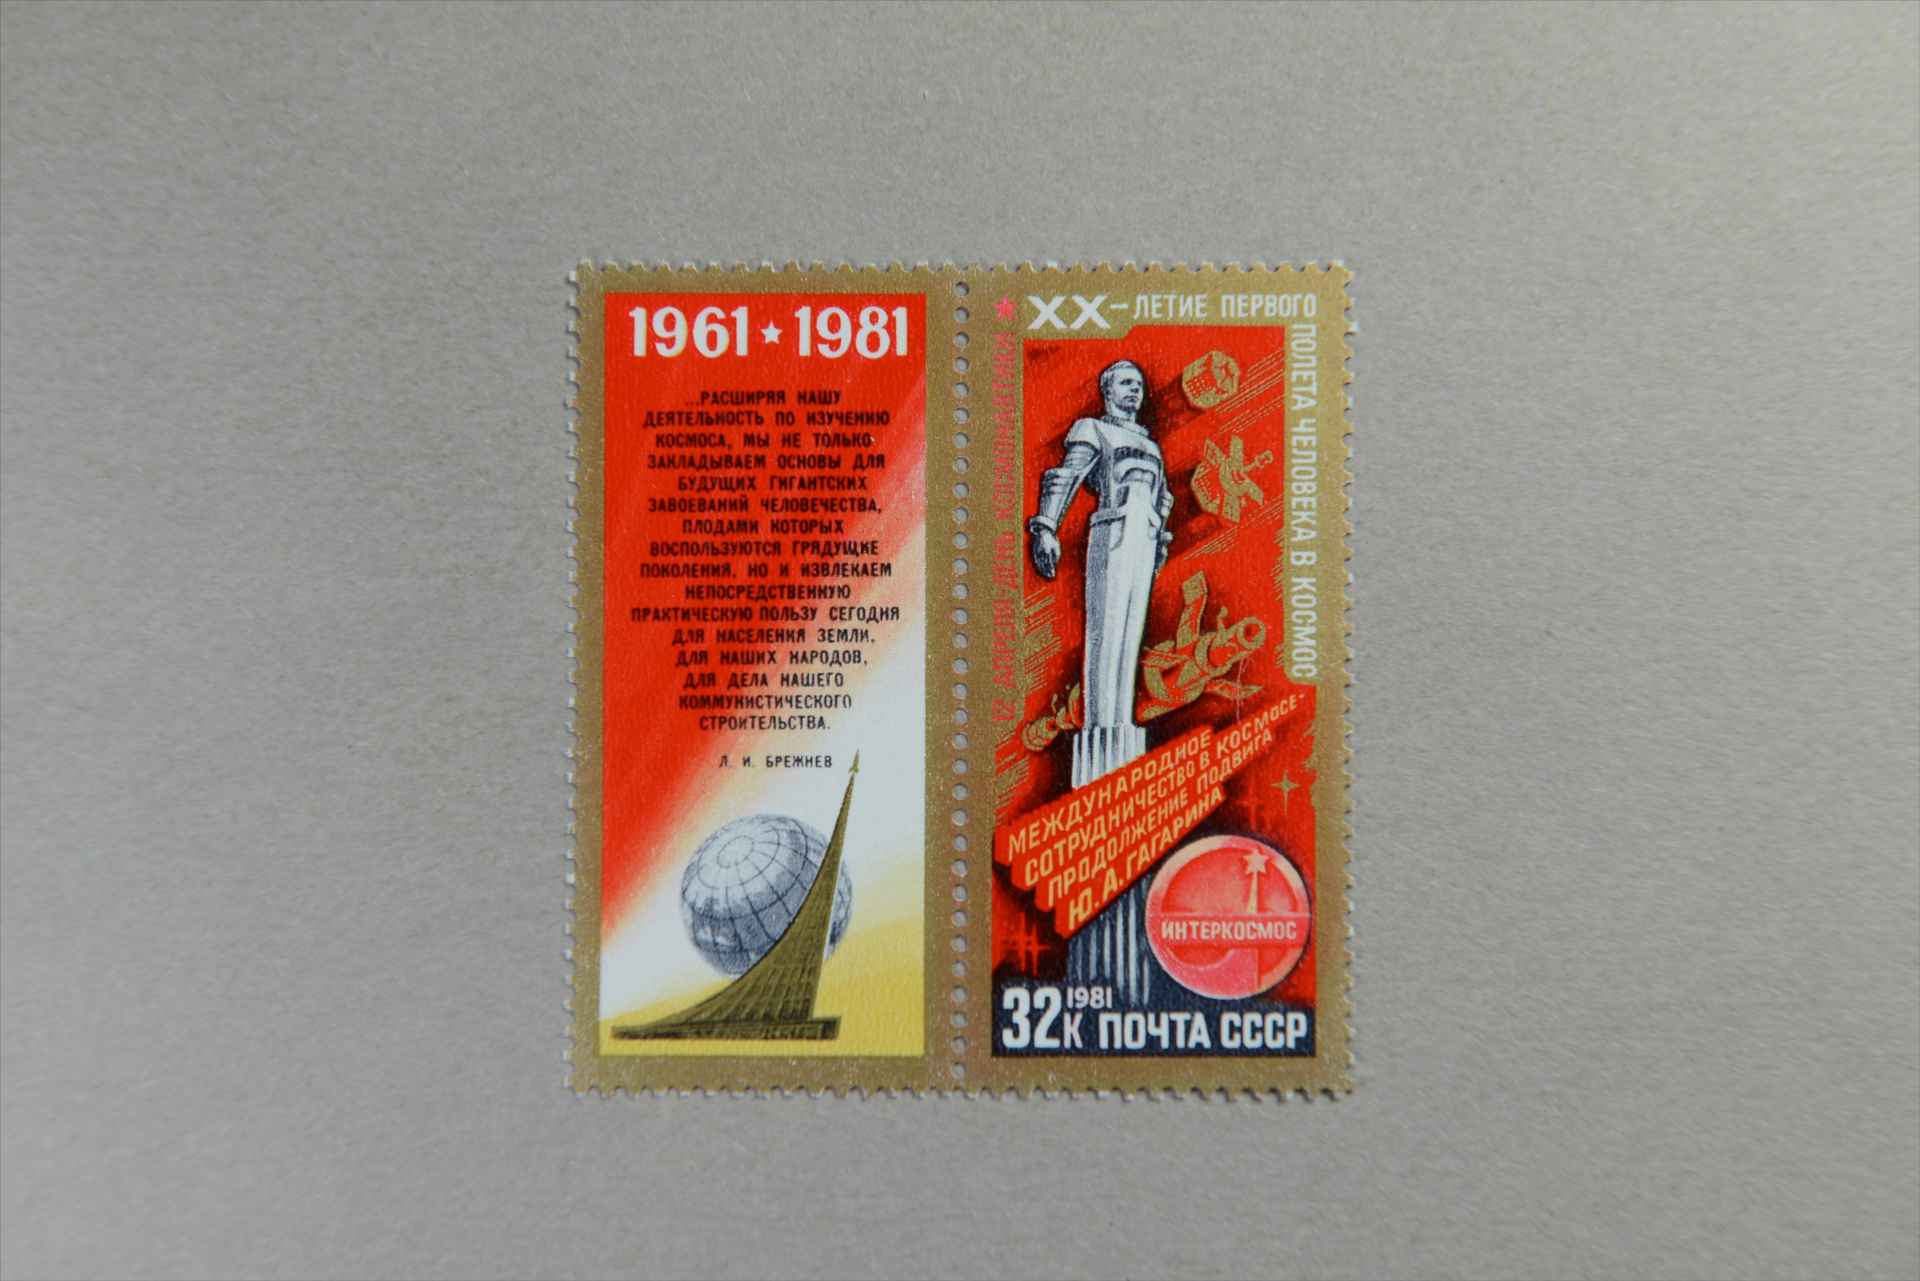 1961 ★ 1981
...РАСШИРЯЯ НАШУ
ДЕЯТЕЛЬНОСТЬ ПО ИЗУЧЕНИЮ
КОСМОСА, МЫ НЕ ТОЛЬКО
ЗАКЛАДЫВАЕМ ОСНОВЫ ДЛЯ
БУДУЩИХ ГИГАНТСКИХ
ЗАВОЕВАНИЙ ЧЕЛОВЕЧЕСТВА,
ПЛОДАМИ КОТОРЫХ
ВОСПОЛЬЗУЮТСЯ ГРЯДУЩИЕ
ПОКОЛЕНИЯ, НО И ИЗВЛЕКАЕМ
НЕПОСРЕДСТВЕННУЮ
ПРАКТИЧЕСКУЮ ПОЛЬЗУ СЕГОДНЯ
ДЛЯ НАСЕЛЕНИЯ ЗЕМЛИ,
ДЛЯ НАШИХ НАРОДОВ,
ДЛЯ ДЕЛА НАШЕГО
КОММУНИСТИЧЕСКОГО
СТРОИТЕЛЬСТВА.
Л. И. БРЕЖНЕВ
12 АПРЕЛЯ-ДЕНЬ КОСМОНАВТИКИ ★
XX-ЛЕТИЕ ПЕРВОГО
ПОЛЕТА ЧЕЛОВЕКА В КОСМОС
МЕЖДУНАРОДНОЕ
СОТРУДНИЧЕСТВО В КОСМОСЕ-
ПРОДОЛЖЕНИЕ ПОДВИГА
Ю.А.ГАГАРИНА
ИНТЕРКОСМОС
1981
32К ПОЧТА СССР